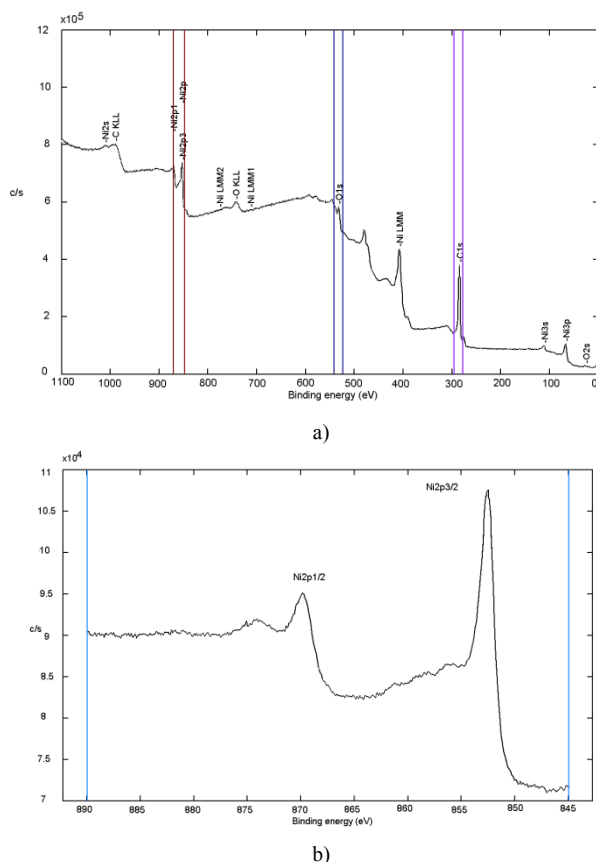 x10⁵
12
10
8
6
4
2
0
c/s
-Ni2s
-C KLL
-Ni2p1
-Ni2p3
-Ni2p
-Ni LMM2
-O KLL
-Ni LMM1
-O1s
-Ni LMM
-C1s
-Ni3s
-Ni3p
-O2s
1100 1000 900 800 700 600 500 400 300 200 100 0
Binding energy (eV)
a)
x10⁴
11
10.5
10
9.5
9
8.5
8
7.5
7
c/s
Ni2p1/2
Ni2p3/2
890 885 880 875 870 865 860 855 850 845
Binding energy (eV)
b)